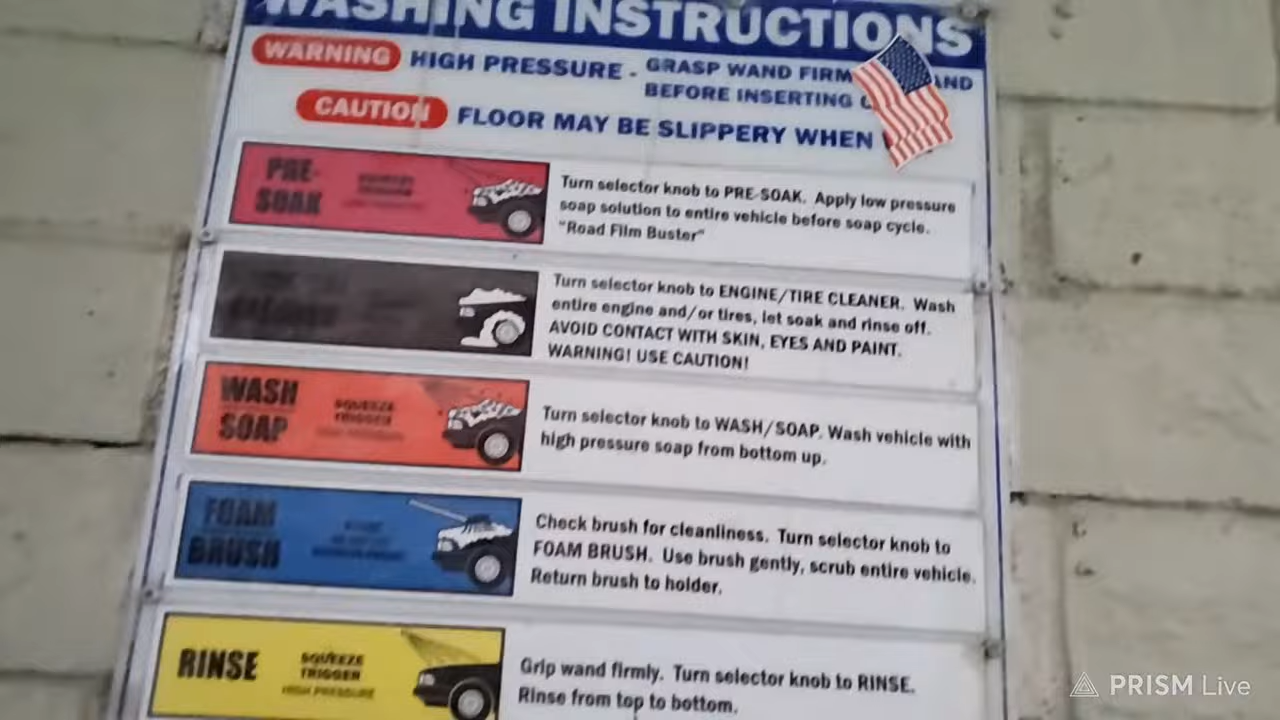 WASHING INSTRUCTIONS
WARNING HIGH PRESSURE - GRASP WAND FIRM AND
BEFORE INSERTING
CAUTION FLOOR MAY BE SLIPPERY WHEN
PRE-
SOAK
Turn selector knob to PRE-SOAK. Apply low pressure
soap solution to entire vehicle before soap cycle.
"Road Film Buster"
Turn selector knob to ENGINE/TIRE CLEANER. Wash
entire engine and/or tires, let soak and rinse off.
AVOID CONTACT WITH SKIN, EYES AND PAINT.
WARNING! USE CAUTION!
WASH
SOAP
SQUEEZE
TRIGGER
Turn selector knob to WASH/SOAP. Wash vehicle with
high pressure soap from bottom up.
FOAM
BRUSH
Check brush for cleanliness. Turn selector knob to
FOAM BRUSH. Use brush gently, scrub entire vehicle.
Return brush to holder.
RINSE
SQUEEZE
TRIGGER
HIGH PRESSURE
Grip wand firmly. Turn selector knob to RINSE.
Rinse from top to bottom.
PRISM Live